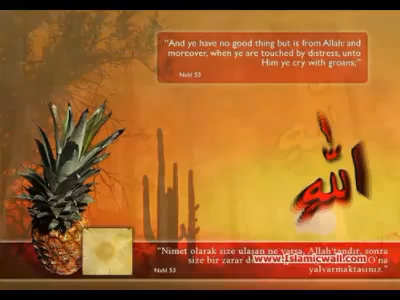 "And ye have no good thing but is from Allah: and
moreover, when ye are touched by distress, unto
Him ye cry with groans;"
Nahl 53
الله
"Nimet olarak size ulaşan ne varsa, Allah'tandır, sonra
size bir zarar O'na
www.Islamicwall.com
Nahl 53
yalvarmaktasınız."